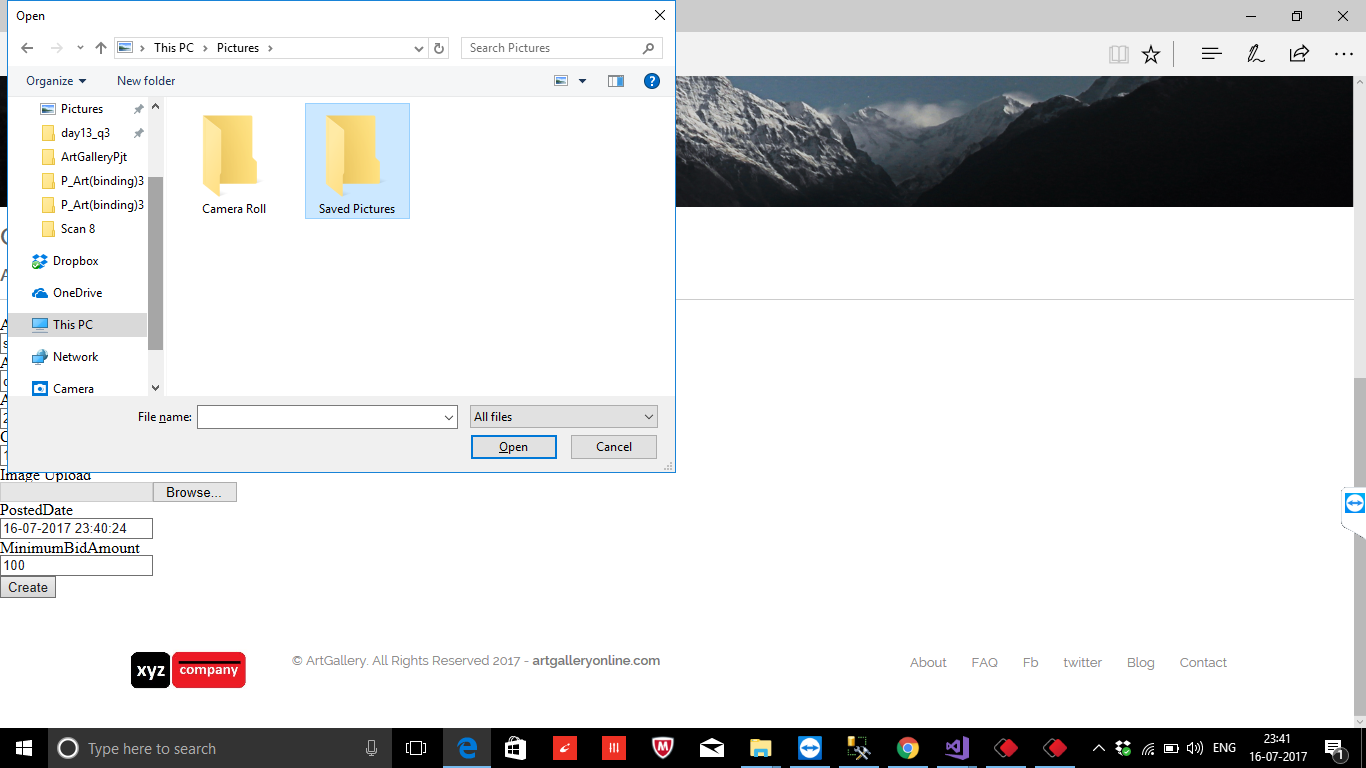 Open
This PC > Pictures >
Search Pictures
Organize
New folder
Pictures
day13_q3
ArtGalleryPjt
P_Art(binding)3
P_Art(binding)3
Scan 8
Dropbox
OneDrive
This PC
Network
Camera
Camera Roll
Saved Pictures
File name:
All files
Open
Cancel
Image Upload
Browse...
PostedDate
16-07-2017 23:40:24
MinimumBidAmount
100
Create
xyz company
© ArtGallery. All Rights Reserved 2017 - artgalleryonline.com
About FAQ Fb twitter Blog Contact
Type here to search
ENG
23:41
16-07-2017
1